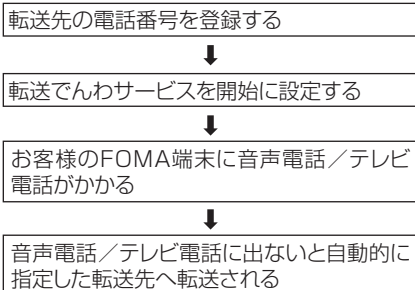 転送先の電話番号を登録する
⬇
転送でんわサービスを開始に設定する
⬇
お客様のFOMA端末に音声電話／テレビ
電話がかかる
⬇
音声電話／テレビ電話に出ないと自動的に
指定した転送先へ転送される